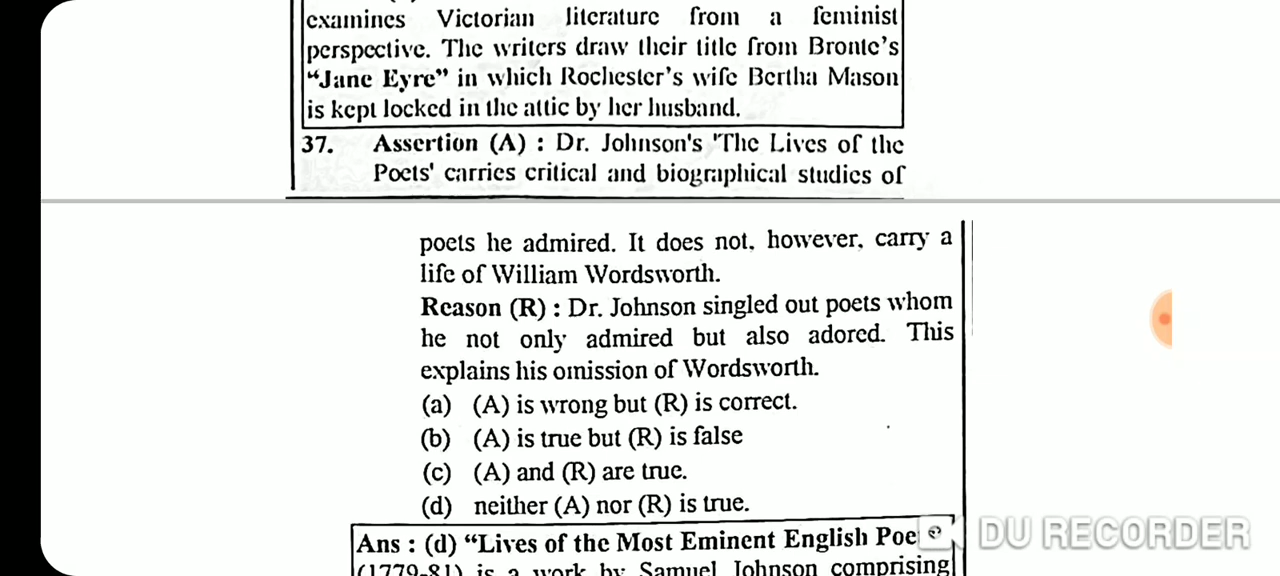 examines Victorian literature from a feminist
perspective. The writers draw their title from Bronte's
"Jane Eyre" in which Rochester's wife Bertha Mason
is kept locked in the attic by her husband.
37. Assertion (A) : Dr. Johnson's 'The Lives of the
Poets' carries critical and biographical studies of
poets he admired. It does not, however, carry a
life of William Wordsworth.
Reason (R) : Dr. Johnson singled out poets whom
he not only admired but also adored. This
explains his omission of Wordsworth.
(a) (A) is wrong but (R) is correct.
(b) (A) is true but (R) is false
(c) (A) and (R) are true.
(d) neither (A) nor (R) is true.
Ans : (d) "Lives of the Most Eminent English Poe
DU RECORDER
(1779-81) is a work by Samuel Johnson comprising